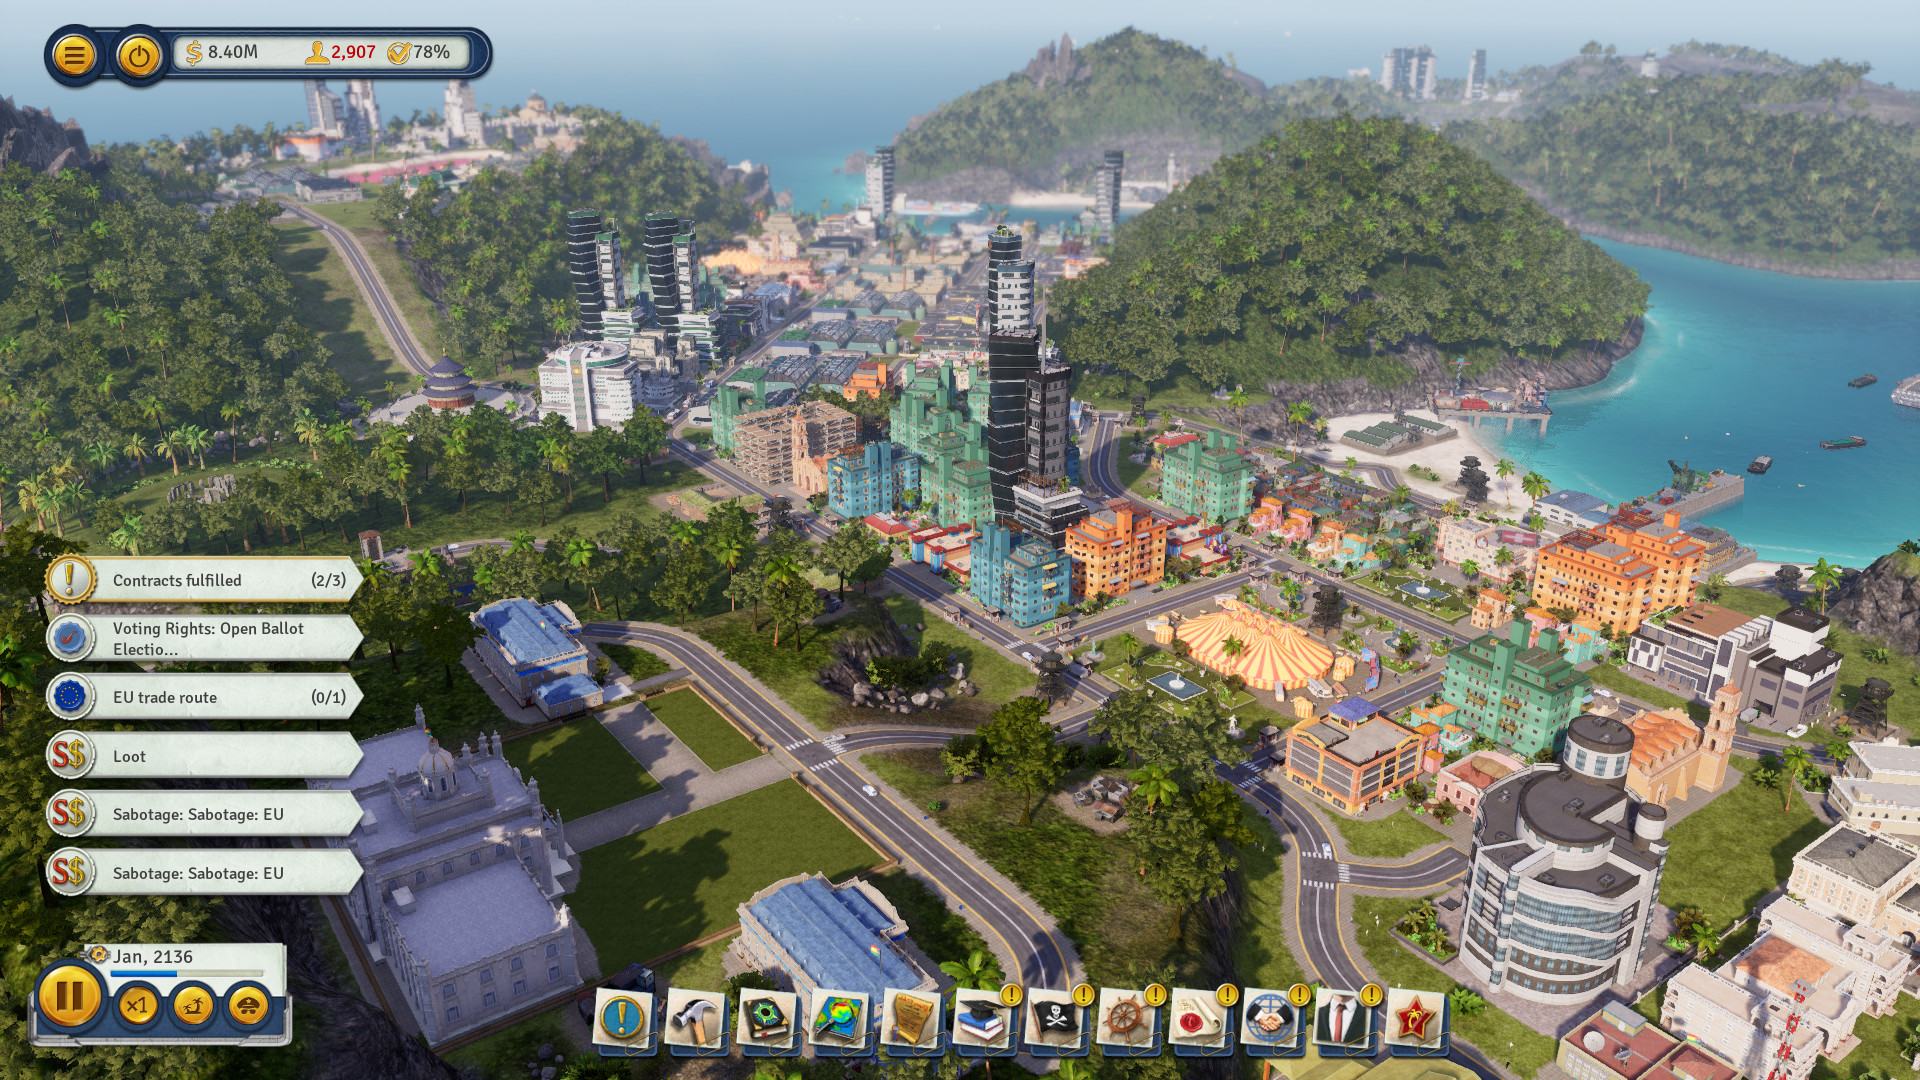 8.40M 2,907 78%
Contracts fulfilled (2/3)
Voting Rights: Open Ballot
Electio...
EU trade route (0/1)
S$ Loot
S$ Sabotage: Sabotage: EU
S$ Sabotage: Sabotage: EU
Jan, 2136
×1